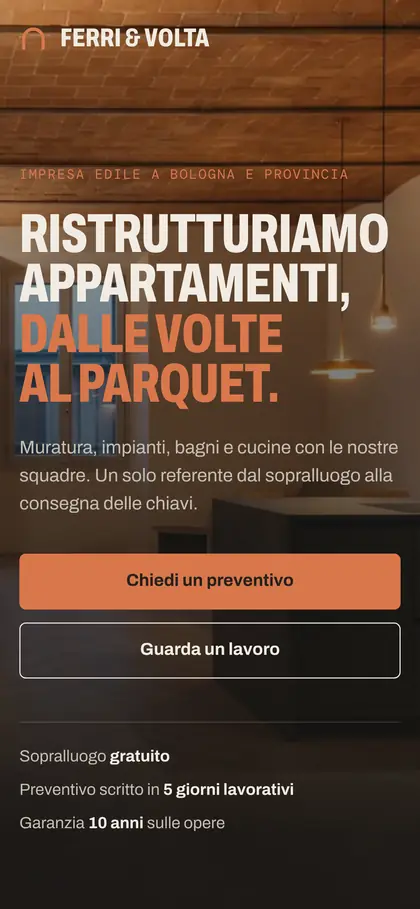 FERRI & VOLTA
IMPRESA EDILE A BOLOGNA E PROVINCIA
RISTRUTTURIAMO
APPARTAMENTI,
DALLE VOLTE
AL PARQUET.
Muratura, impianti, bagni e cucine con le nostre
squadre. Un solo referente dal sopralluogo alla
consegna delle chiavi.
Chiedi un preventivo
Guarda un lavoro
Sopralluogo gratuito
Preventivo scritto in 5 giorni lavorativi
Garanzia 10 anni sulle opere